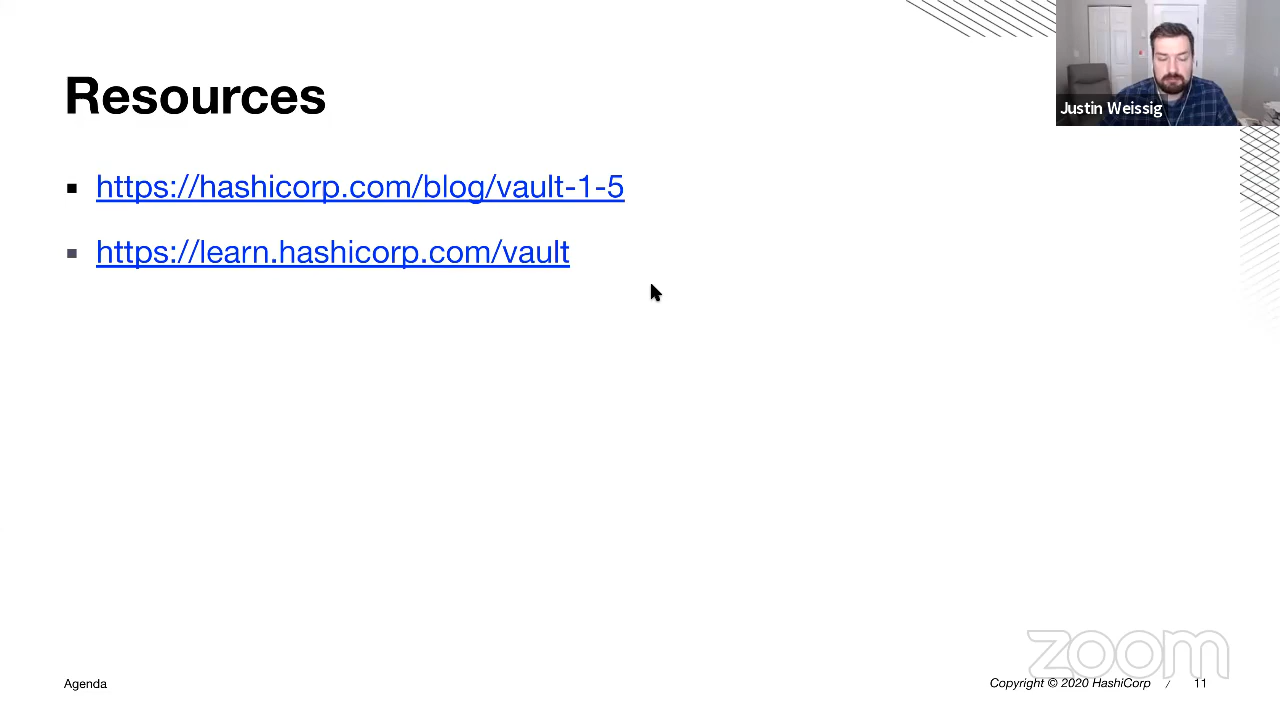 Resources
Justin Weissig
https://hashicorp.com/blog/vault-1-5
https://learn.hashicorp.com/vault
zoom
Agenda
Copyright © 2020 HashiCorp / 11